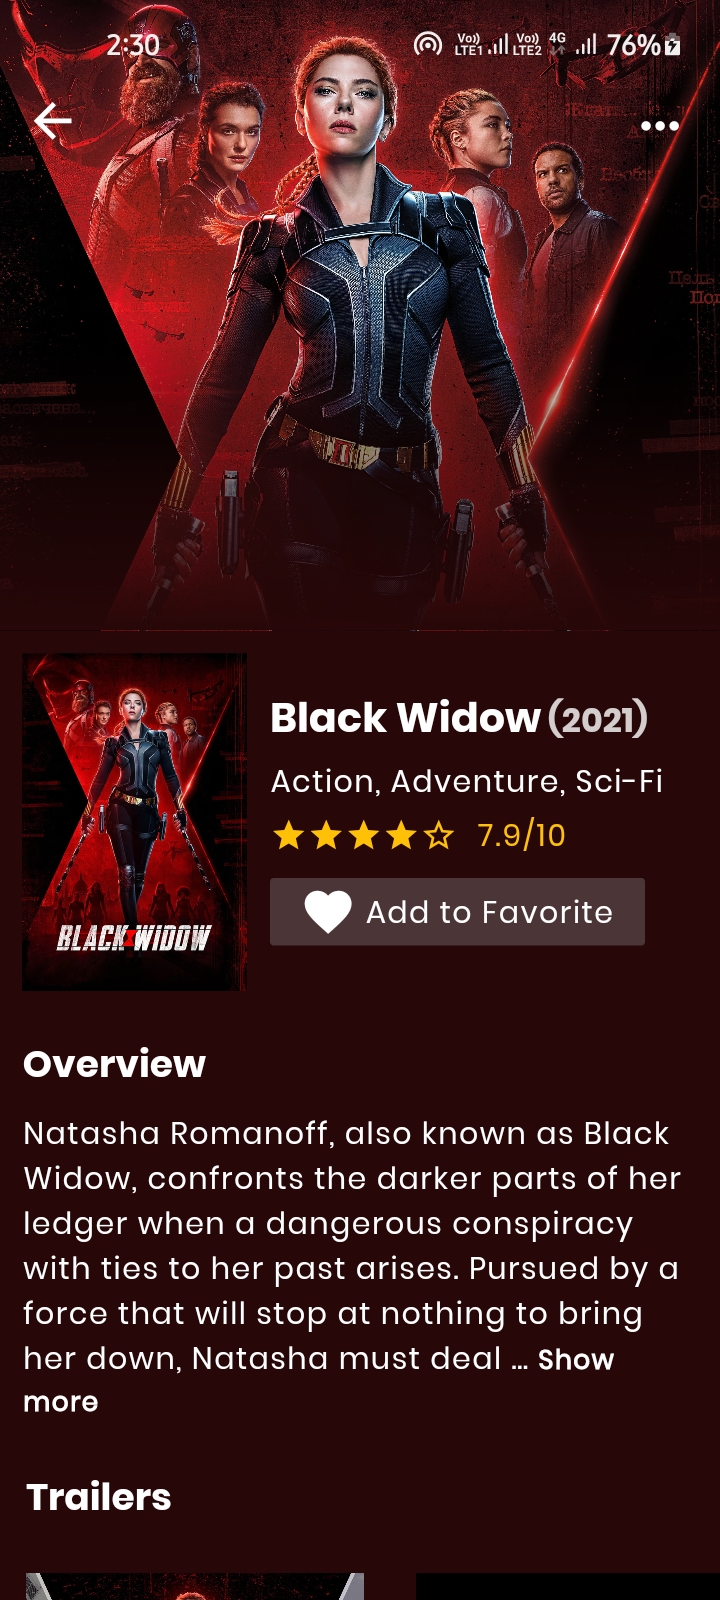 2:30 Vo)) LTE1 Vo)) LTE2 4G 76%
Black Widow (2021)
Action, Adventure, Sci-Fi
7.9/10
Add to Favorite
BLACK WIDOW
Overview
Natasha Romanoff, also known as Black
Widow, confronts the darker parts of her
ledger when a dangerous conspiracy
with ties to her past arises. Pursued by a
force that will stop at nothing to bring
her down, Natasha must deal ... Show
more
Trailers